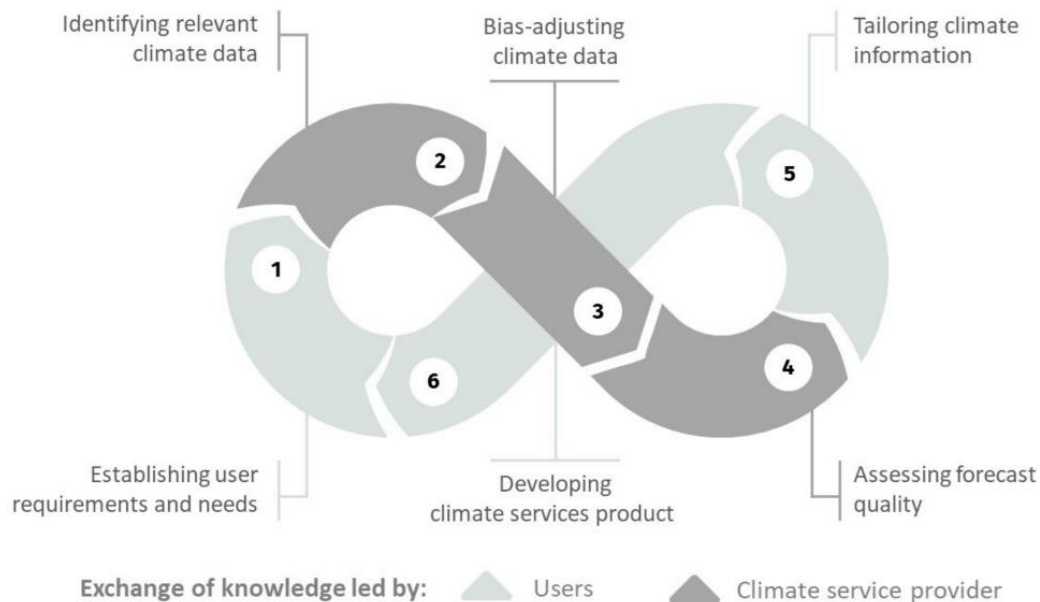 Identifying relevant
climate data
Bias-adjusting
climate data
Tailoring climate
information
2
5
1
3
4
6
Establishing user
requirements and needs
Developing
climate services product
Assessing forecast
quality
Exchange of knowledge led by: Users Climate service provider